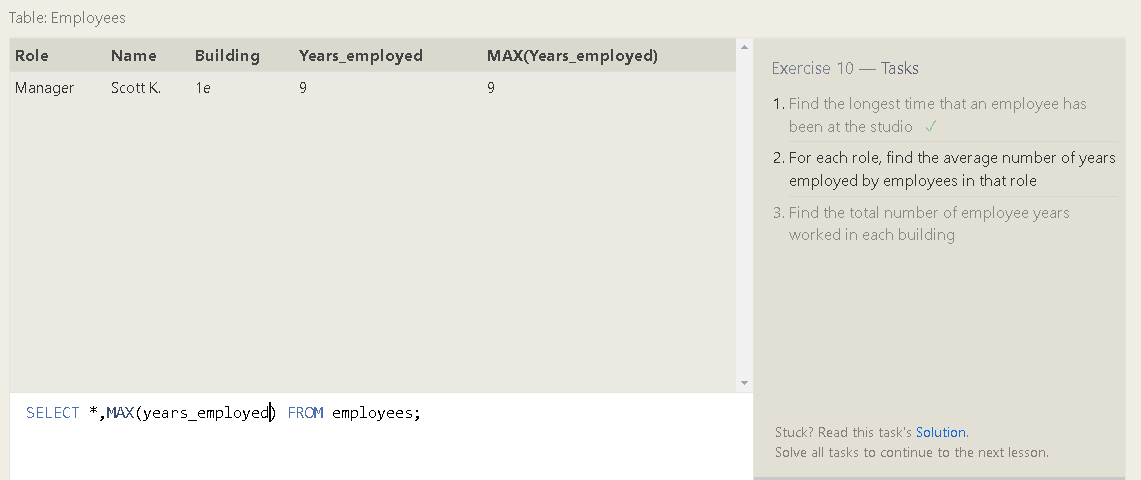 Table: Employees
Role Name Building Years_employed MAX(Years_employed)
Manager Scott K. 1e 9 9
SELECT *,MAX(years_employed) FROM employees;
Exercise 10 — Tasks
1. Find the longest time that an employee has
been at the studio ✓
2. For each role, find the average number of years
employed by employees in that role
3. Find the total number of employee years
worked in each building
Stuck? Read this task's Solution.
Solve all tasks to continue to the next lesson.